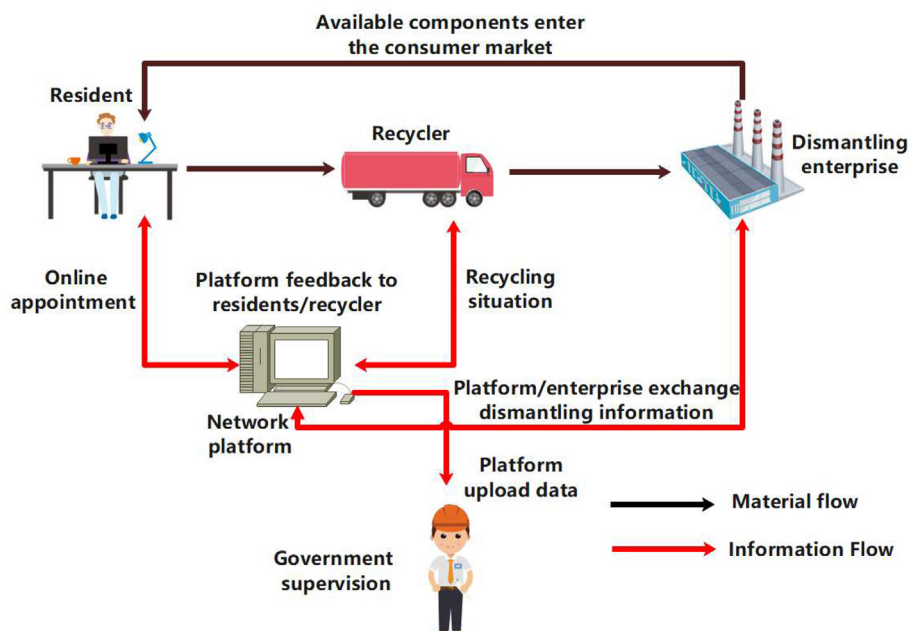 Available components enter
the consumer market
Resident
Recycler
Dismantling
enterprise
Online
appointment
Platform feedback to
residents/recycler
Recycling
situation
Platform/enterprise exchange
dismantling information
Network
platform
Platform
upload data
Material flow
Information Flow
Government
supervision